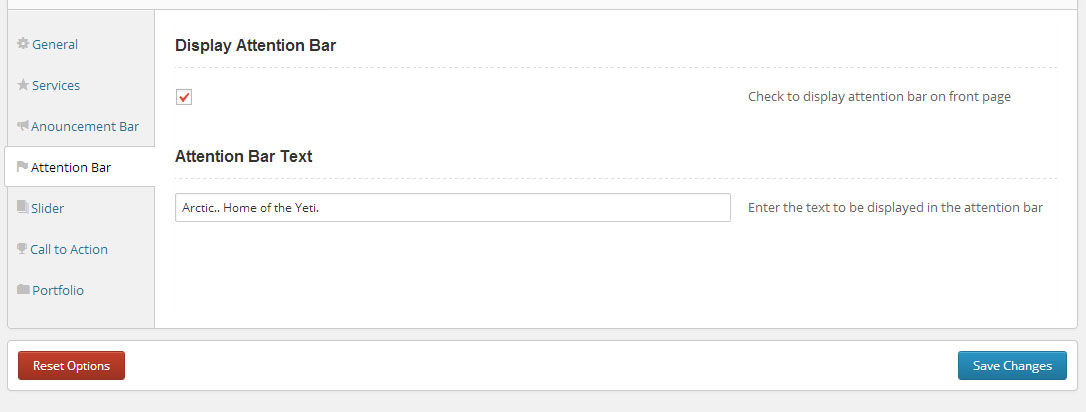 General
Services
Anouncement Bar
Attention Bar
Slider
Call to Action
Portfolio
Display Attention Bar
Check to display attention bar on front page
Attention Bar Text
Arctic.. Home of the Yeti.
Enter the text to be displayed in the attention bar
Reset Options
Save Changes